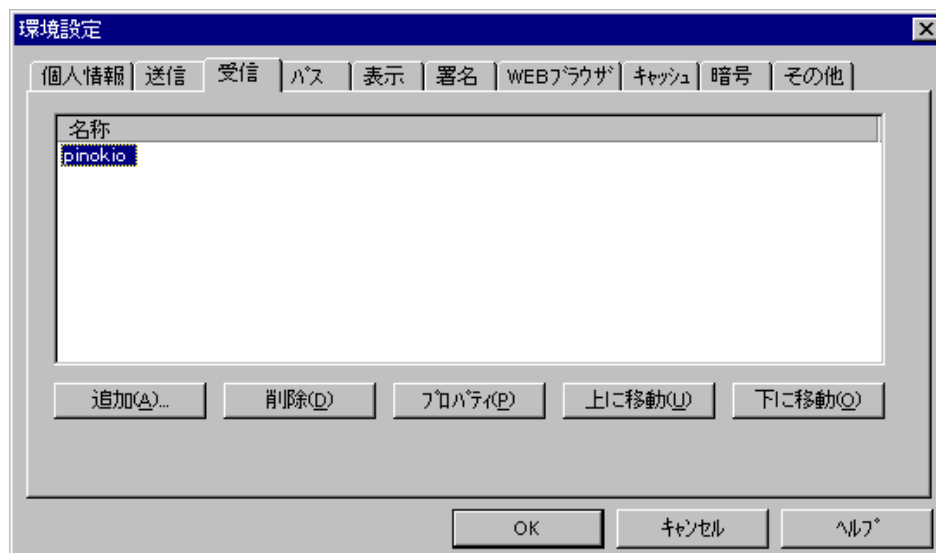 環境設定
個人情報 送信 受信 ﾊﾟｽ 表示 署名 WEBﾌﾞﾗｳｻﾞ ｷｬｯｼｭ 暗号 その他
名称
pinokio
追加(A)... 削除(D) ﾌﾟﾛﾊﾟﾃｨ(P) 上に移動(U) 下に移動(O)
OK ｷｬﾝｾﾙ ﾍﾙﾌﾟ